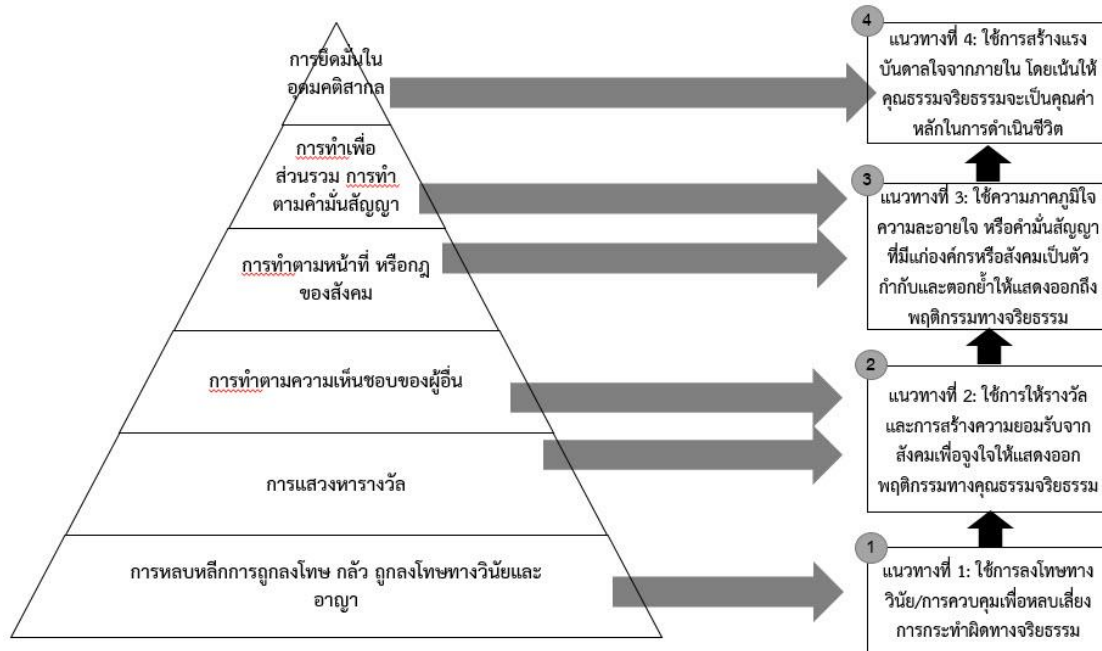 การยึดมั่นใน
อุดมคติสากล
การทำเพื่อ
ส่วนรวม การทำ
ตามคำมั่นสัญญา
การทำตามหน้าที่ หรือกฎ
ของสังคม
การทำตามความเห็นชอบของผู้อื่น
การแสวงหารางวัล
การหลบหลีกการถูกลงโทษ กลัว ถูกลงโทษทางวินัยและ
อาญา
4
แนวทางที่ 4: ใช้การสร้างแรง
บันดาลใจจากภายใน โดยเน้นให้
คุณธรรมจริยธรรมจะเป็นคุณค่า
หลักในการดำเนินชีวิต
3
แนวทางที่ 3: ใช้ความภาคภูมิใจ
ความละอายใจ หรือคำมั่นสัญญา
ที่มีแก่องค์กรหรือสังคมเป็นตัว
กำกับและตอกย้ำให้แสดงออกถึง
พฤติกรรมทางจริยธรรม
2
แนวทางที่ 2: ใช้การให้รางวัล
และการสร้างความยอมรับจาก
สังคมเพื่อจูงใจให้แสดงออก
พฤติกรรมทางคุณธรรมจริยธรรม
1
แนวทางที่ 1: ใช้การลงโทษทาง
วินัย/การควบคุมเพื่อหลบเลี่ยง
การกระทำผิดทางจริยธรรม